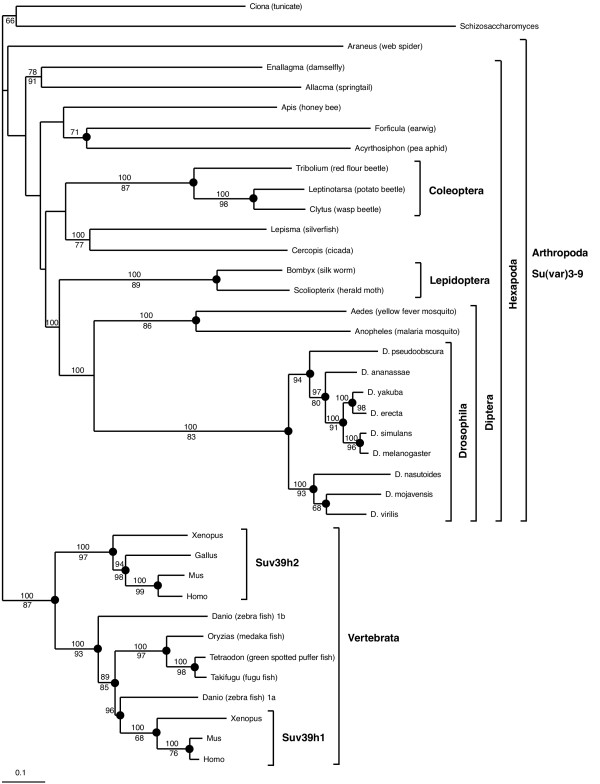 Ciona (tunicate)
66
Schizosaccharomyces
Araneus (web spider)
Enallagma (damselfly)
78
91
Allacma (springtail)
Apis (honey bee)
Forficula (earwig)
71
Acyrthosiphon (pea aphid)
Tribolium (red flour beetle)
100
87
Leptinotarsa (potato beetle)
100
98
Clytus (wasp beetle)
Coleoptera
Lepisma (silverfish)
100
77
Cercopis (cicada)
Arthropoda
Su(var)3-9
Hexapoda
Bombyx (silk worm)
100
89
Scoliopterix (herald moth)
Lepidoptera
Aedes (yellow fever mosquito)
100
86
Anopheles (malaria mosquito)
100
100
D. pseudoobscura
94
D. ananassae
97
80
D. yakuba
100
98
D. erecta
100
91
D. simulans
100
96
D. melanogaster
100
83
D. nasutoides
100
93
D. mojavensis
68
D. virilis
Drosophila
Diptera
Xenopus
100
97
Gallus
94
98
Mus
100
99
Homo
Suv39h2
100
87
Danio (zebra fish) 1b
100
93
Oryzias (medaka fish)
100
97
Tetraodon (green spotted puffer fish)
100
98
Takifugu (fugu fish)
89
85
Danio (zebra fish) 1a
96
Xenopus
100
68
Mus
100
76
Homo
Suv39h1
Vertebrata
0.1